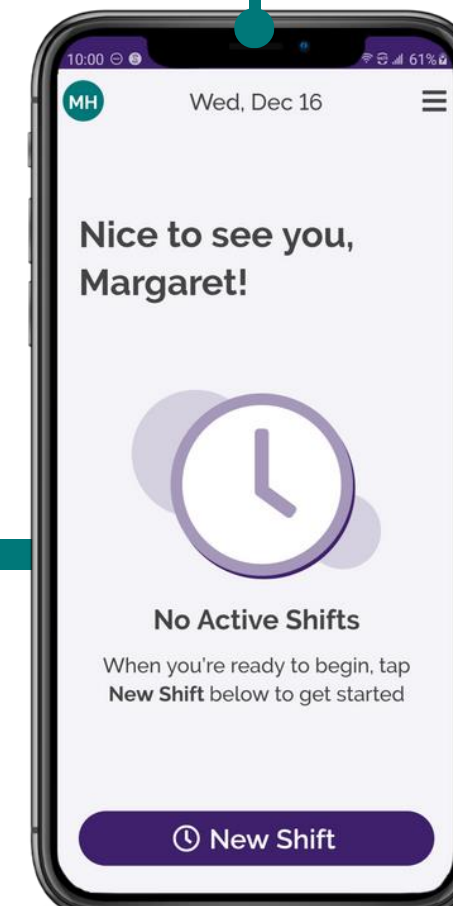 10:00 61%
MH Wed, Dec 16
Nice to see you,
Margaret!
No Active Shifts
When you're ready to begin, tap
New Shift below to get started
New Shift